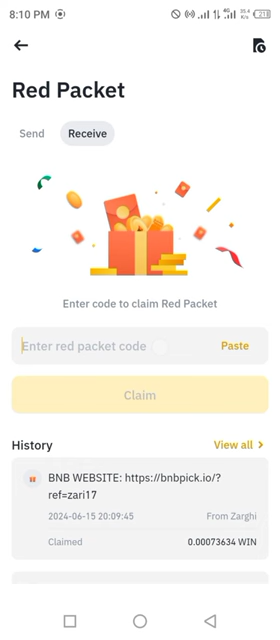 8:10 PM
Red Packet
Send
Receive
Enter code to claim Red Packet
Enter red packet code
Paste
Claim
History
View all
BNB WEBSITE: https://bnbpick.io/?
ref=zari17
2024-06-15 20:09:45
From Zarghi
Claimed
0.00073634 WIN